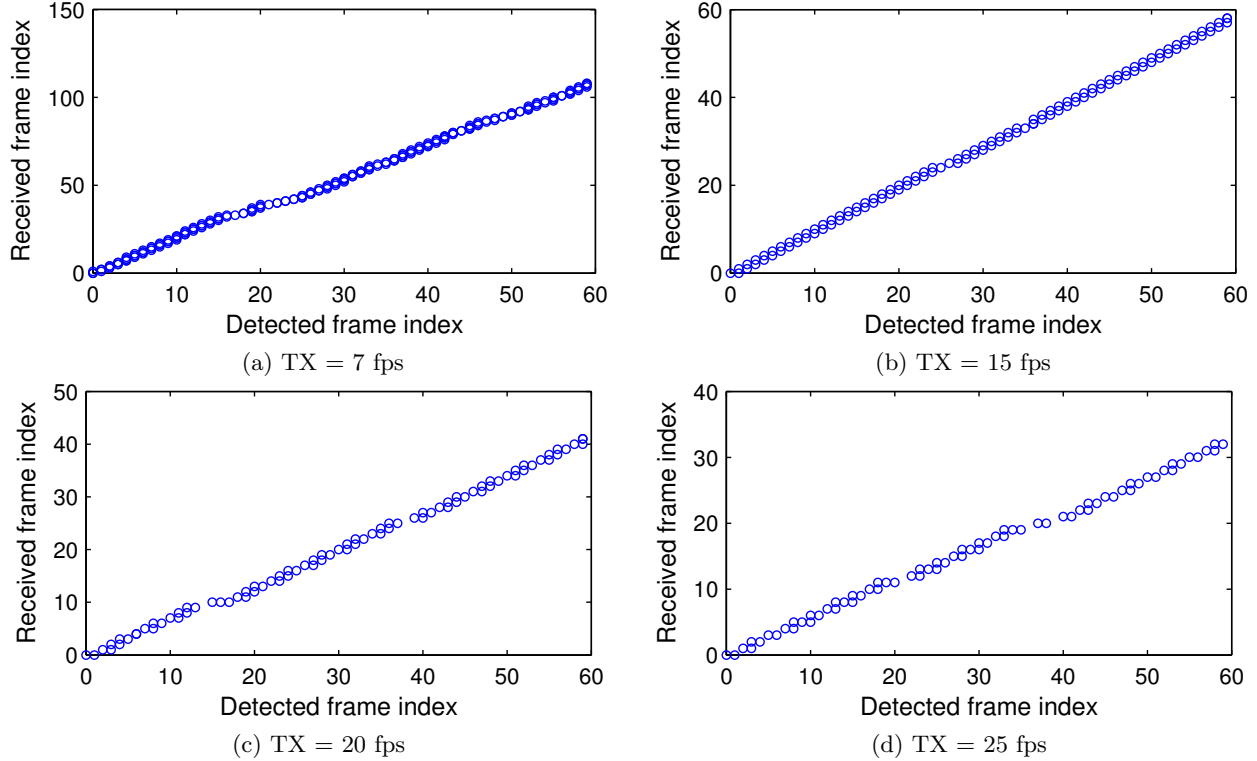 150
100
50
0
Received frame index
0 10 20 30 40 50 60
Detected frame index
(a) TX = 7 fps
60
40
20
0
Received frame index
0 10 20 30 40 50 60
Detected frame index
(b) TX = 15 fps
50
40
30
20
10
0
Received frame index
0 10 20 30 40 50 60
Detected frame index
(c) TX = 20 fps
40
30
20
10
0
Received frame index
0 10 20 30 40 50 60
Detected frame index
(d) TX = 25 fps